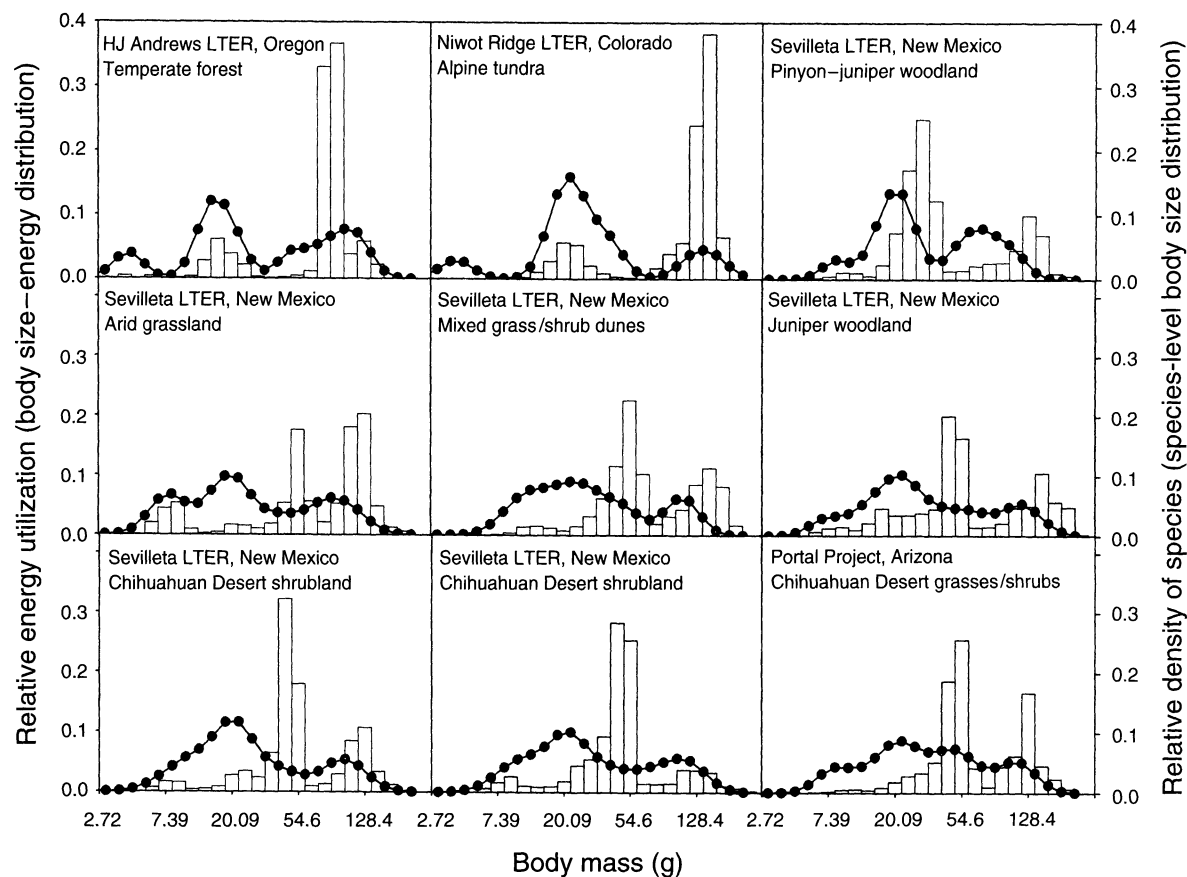 Relative energy utilization (body size–energy distribution)
Relative density of species (species-level body size distribution)
HJ Andrews LTER, Oregon
Temperate forest
Niwot Ridge LTER, Colorado
Alpine tundra
Sevilleta LTER, New Mexico
Pinyon–juniper woodland
0.4
0.3
0.2
0.1
0.0
0.4
0.3
0.2
0.1
0.0
Sevilleta LTER, New Mexico
Arid grassland
Sevilleta LTER, New Mexico
Mixed grass/shrub dunes
Sevilleta LTER, New Mexico
Juniper woodland
0.3
0.2
0.1
0.0
0.3
0.2
0.1
0.0
Sevilleta LTER, New Mexico
Chihuahuan Desert shrubland
Sevilleta LTER, New Mexico
Chihuahuan Desert shrubland
Portal Project, Arizona
Chihuahuan Desert grasses/shrubs
0.3
0.2
0.1
0.0
0.3
0.2
0.1
0.0
2.72 7.39 20.09 54.6 128.4 2.72 7.39 20.09 54.6 128.4 2.72 7.39 20.09 54.6 128.4
Body mass (g)